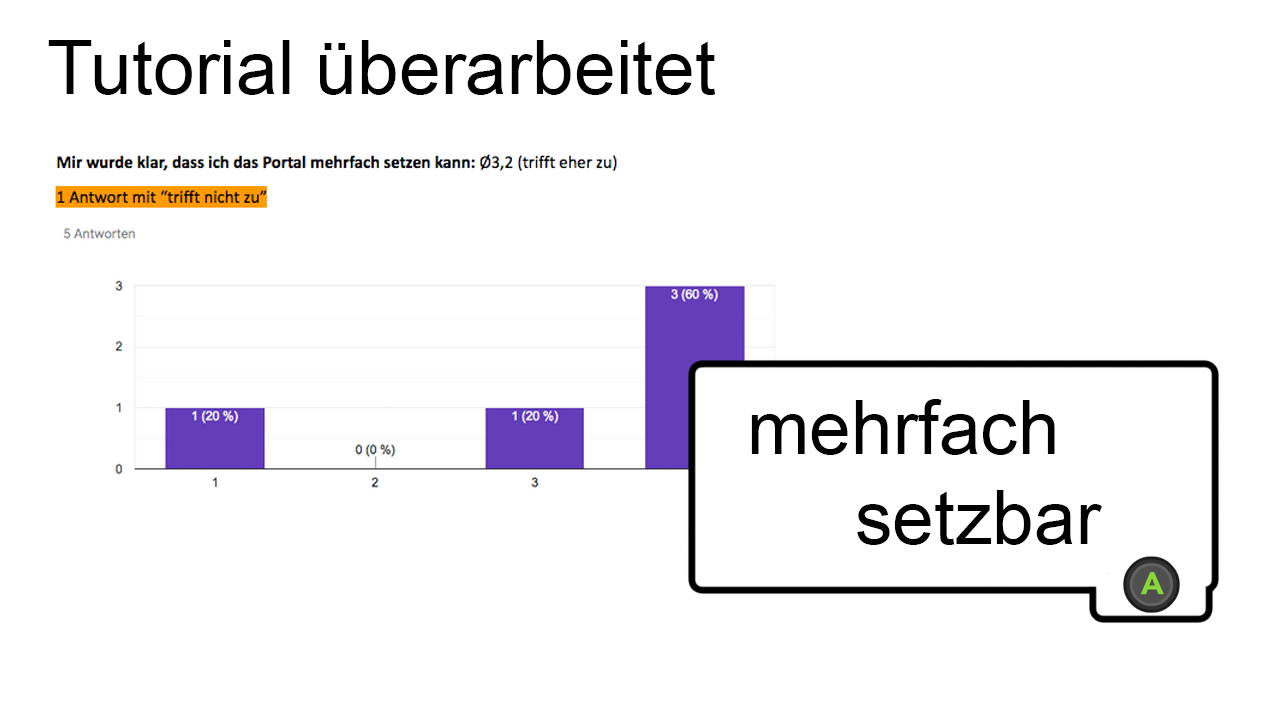 Tutorial überarbeitet
Mir wurde klar, dass ich das Portal mehrfach setzen kann: Ø3,2 (trifft eher zu)
1 Antwort mit “trifft nicht zu”
5 Antworten
3
2
1
0
1 (20 %)
0 (0 %)
1 (20 %)
3 (60 %)
1
2
3
mehrfach
setzbar
A